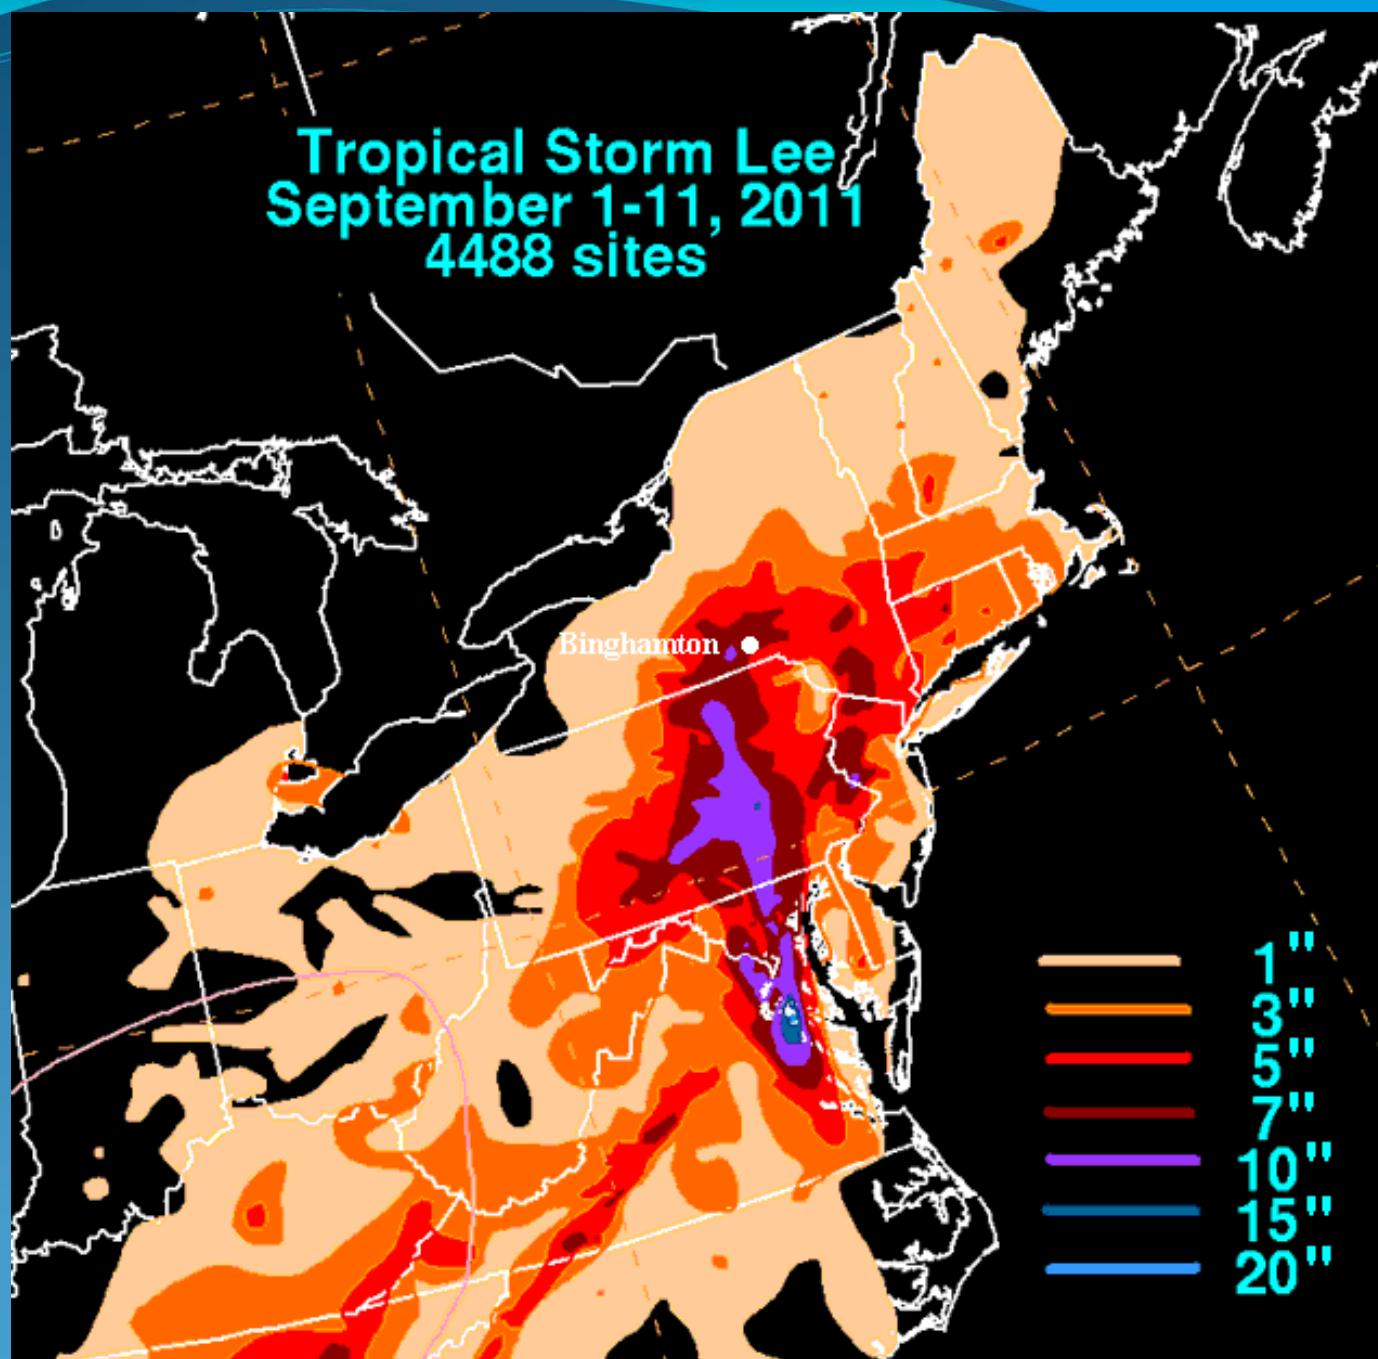 Tropical Storm Lee
September 1-11, 2011
4488 sites
Binghamton
1"
3"
5"
7"
10"
15"
20"